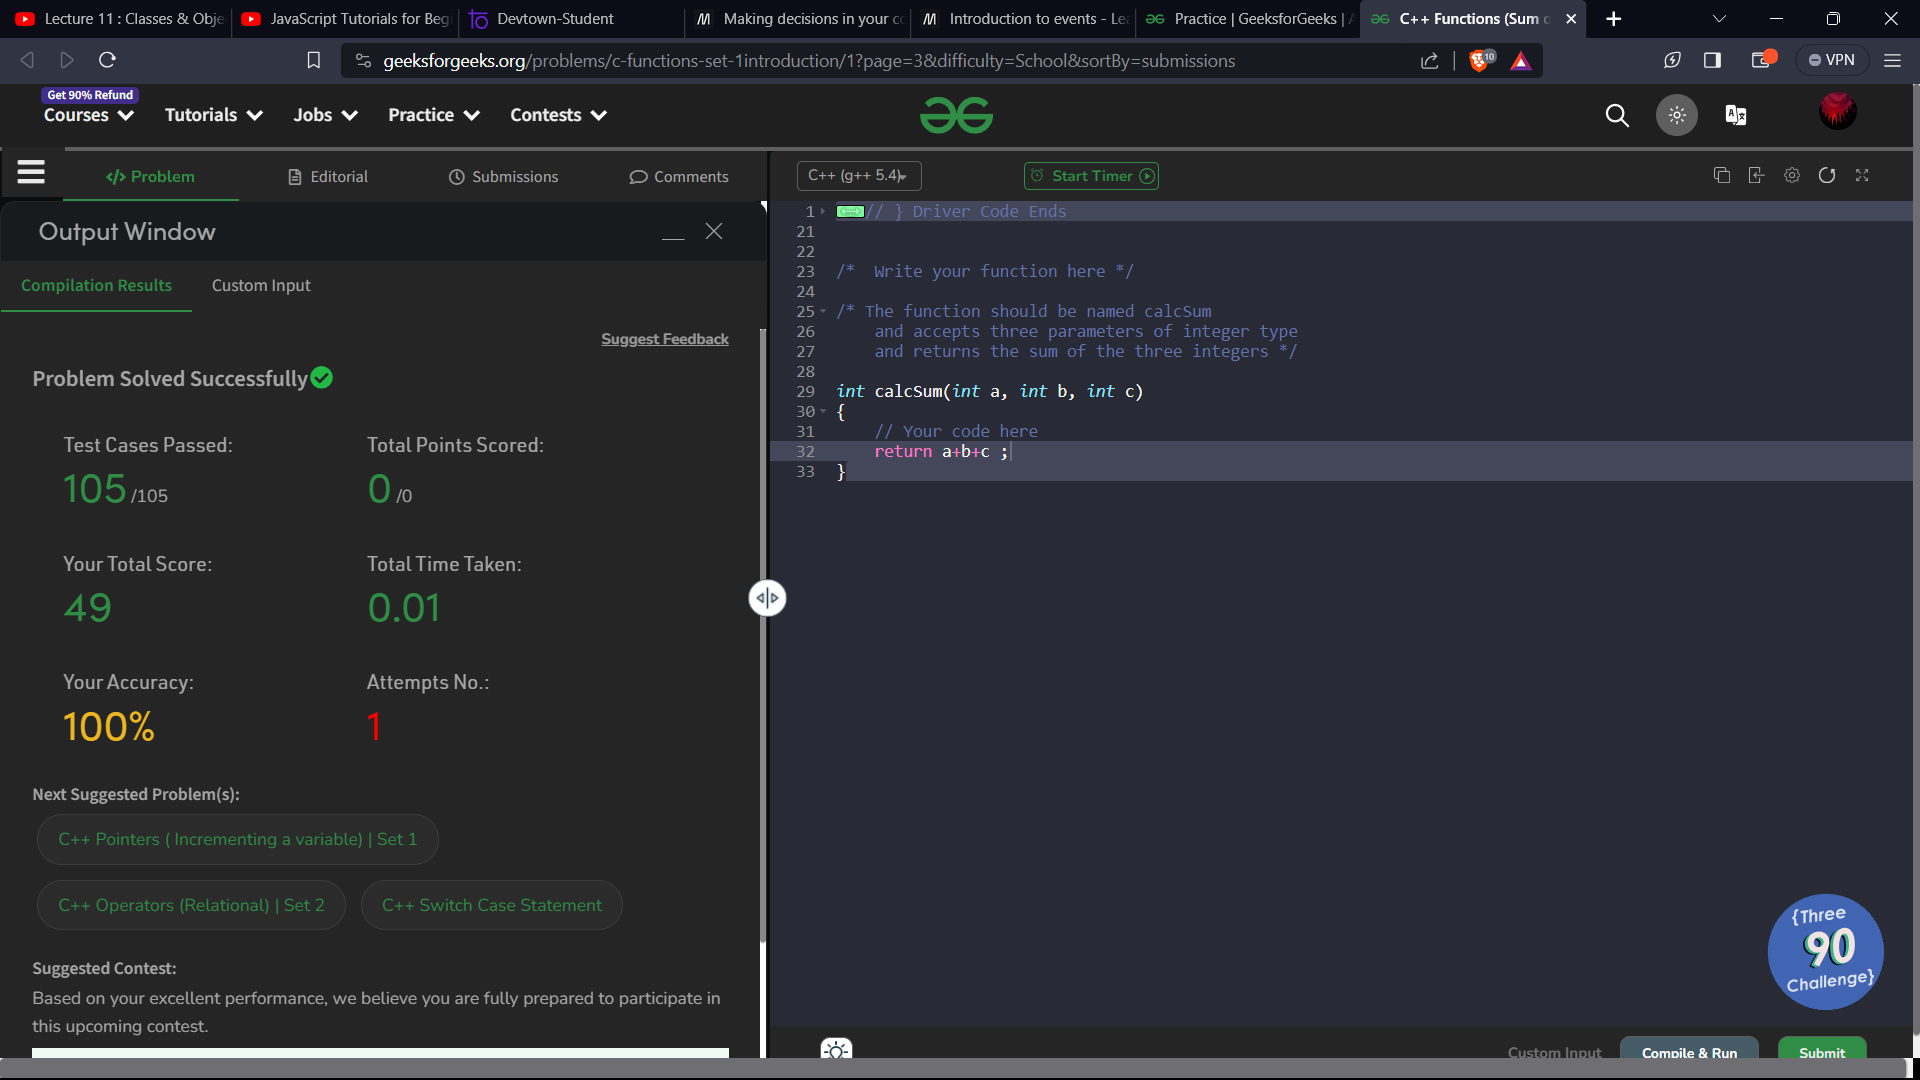 Lecture 11 : Classes & Obje
JavaScript Tutorials for Beg
Devtown-Student
Making decisions in your co
Introduction to events - Lea
Practice | GeeksforGeeks | A
C++ Functions (Sum o
geeksforgeeks.org/problems/c-functions-set-1introduction/1?page=3&difficulty=School&sortBy=submissions
10
VPN
Get 90% Refund
Courses
Tutorials
Jobs
Practice
Contests
</> Problem
Editorial
Submissions
Comments
C++ (g++ 5.4)
Start Timer
Output Window
Compilation Results
Custom Input
Suggest Feedback
Problem Solved Successfully
Test Cases Passed:
Total Points Scored:
105 /105
0 /0
Your Total Score:
Total Time Taken:
49
0.01
Your Accuracy:
Attempts No.:
100%
1
Next Suggested Problem(s):
C++ Pointers ( Incrementing a variable) | Set 1
C++ Operators (Relational) | Set 2
C++ Switch Case Statement
Suggested Contest:
Based on your excellent performance, we believe you are fully prepared to participate in
this upcoming contest.
1 // } Driver Code Ends
21
22
23 /*  Write your function here */
24
25 /* The function should be named calcSum
26 and accepts three parameters of integer type
27 and returns the sum of the three integers */
28
29 int calcSum(int a, int b, int c)
30 {
31 // Your code here
32 return a+b+c ;
33 }
{Three
90
Challenge}
Custom Input
Compile & Run
Submit